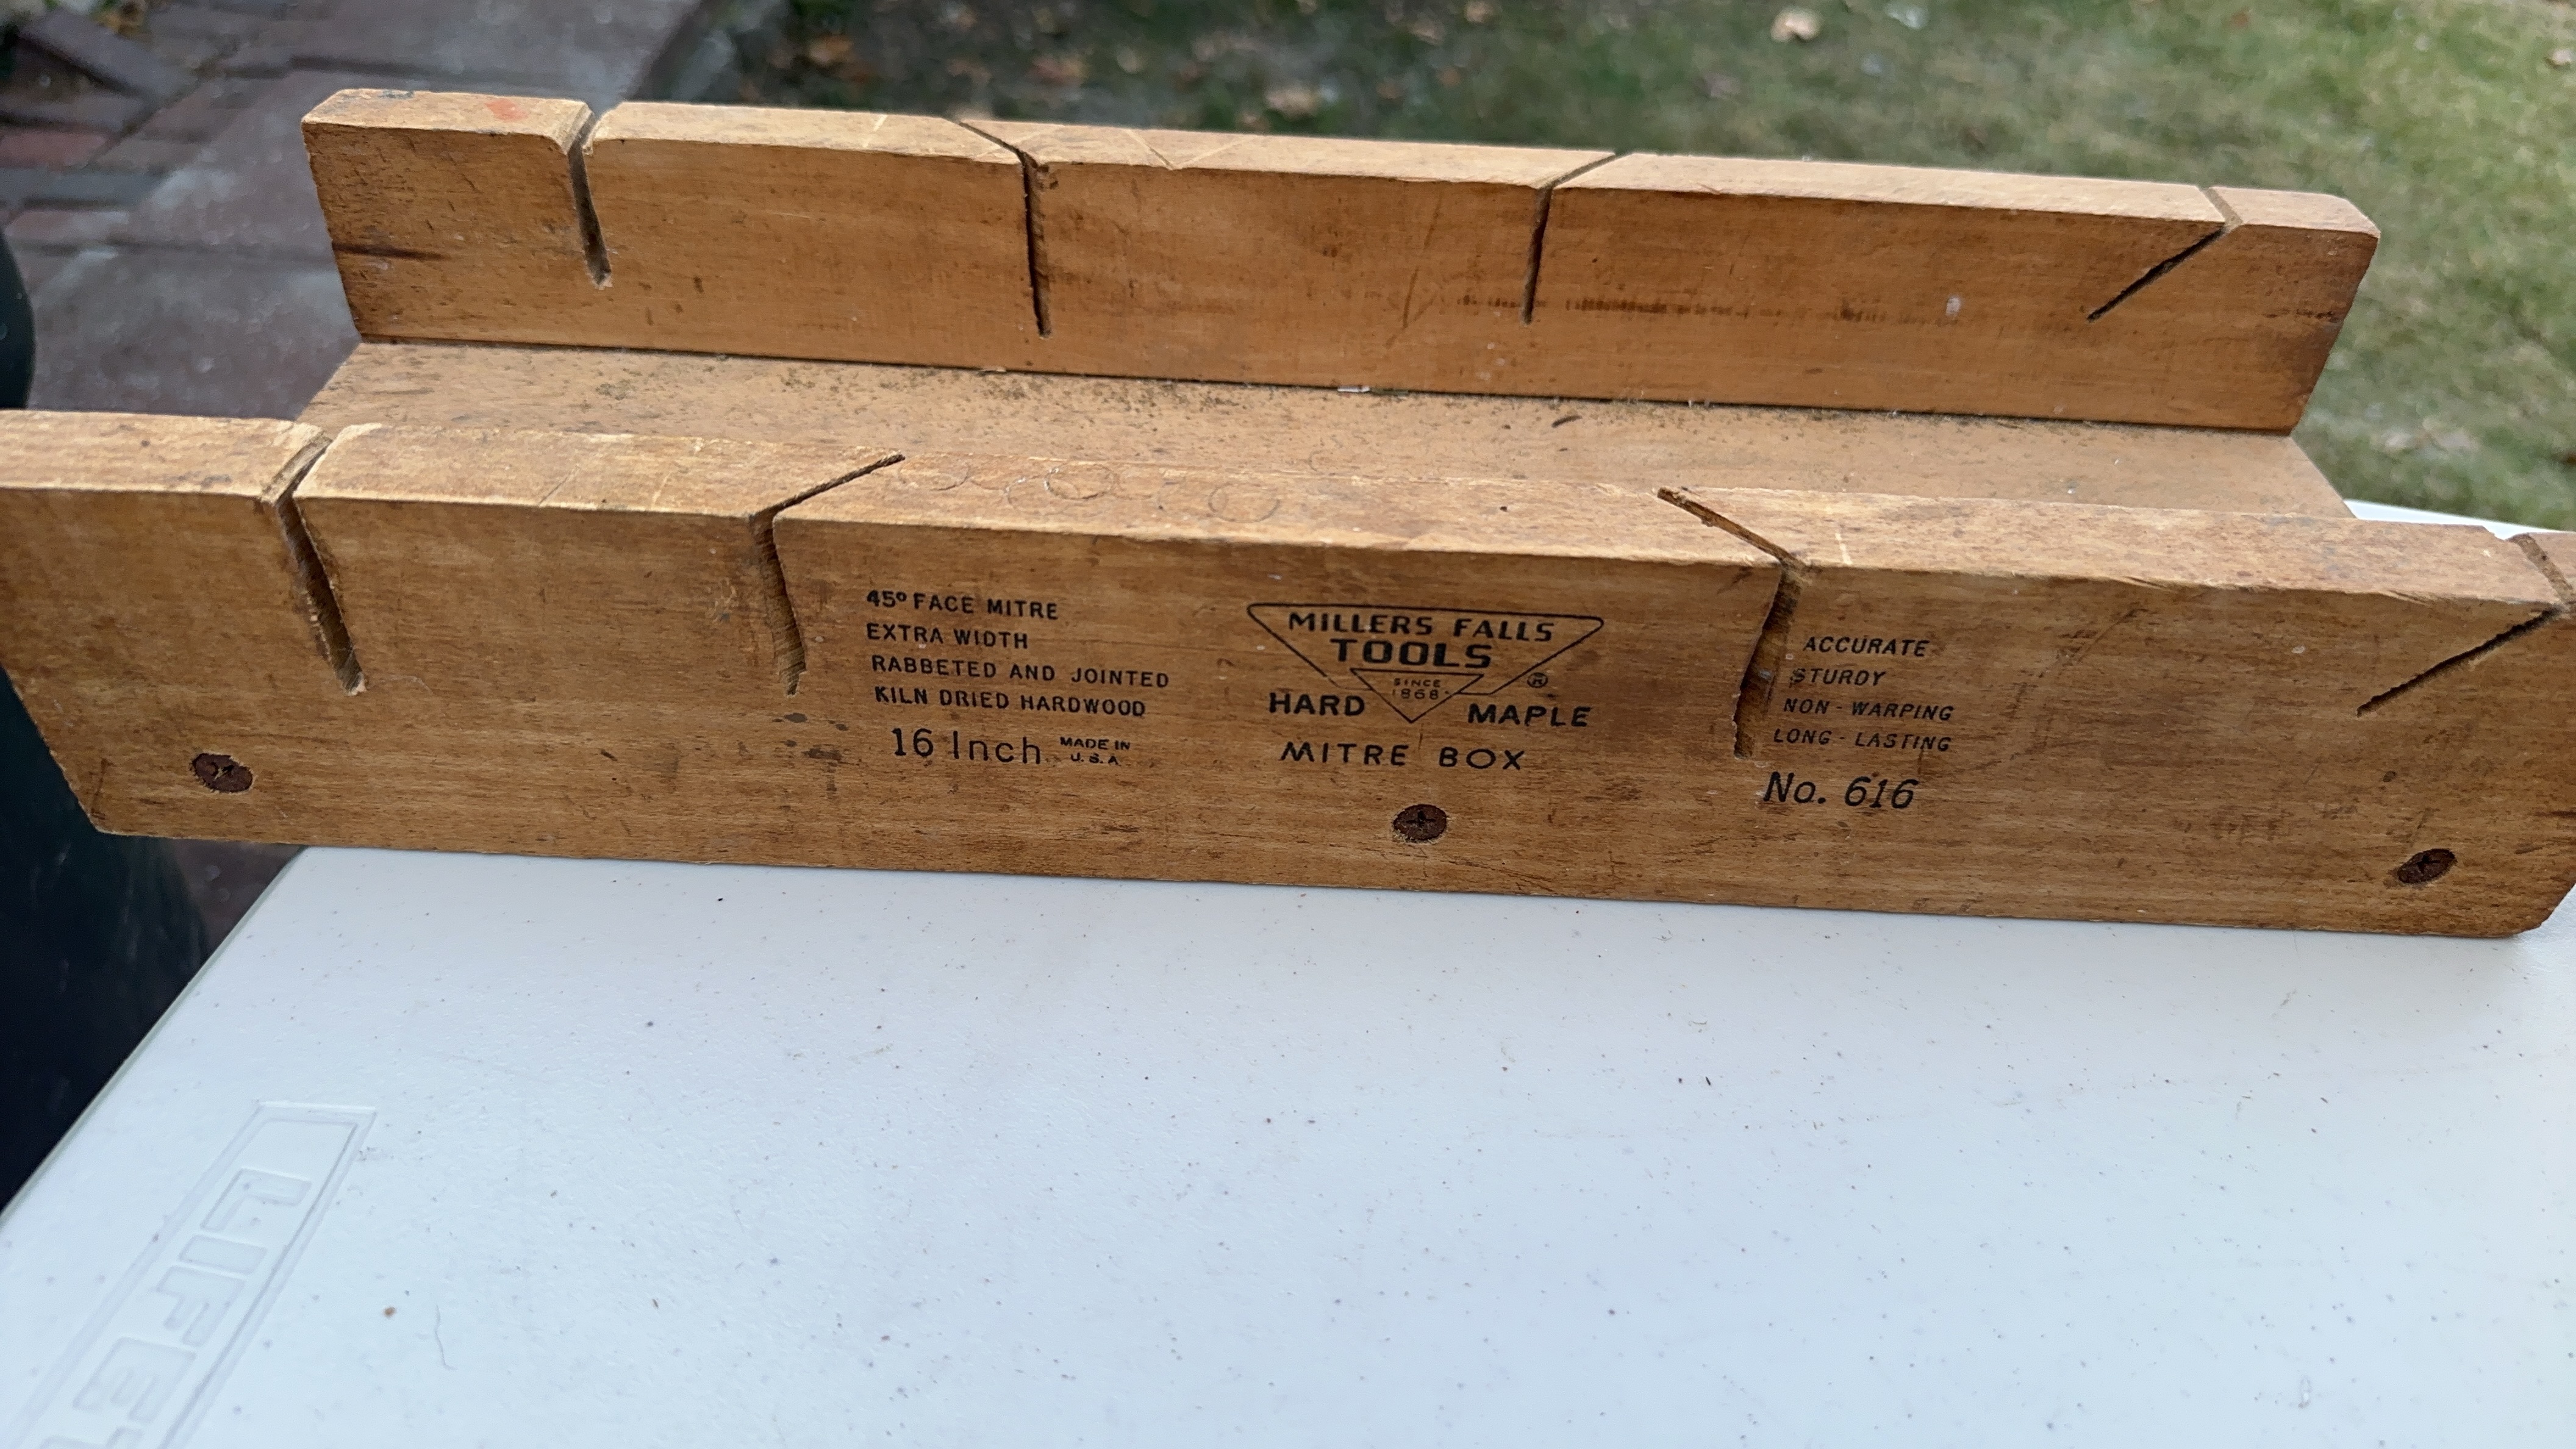 45° FACE MITRE
EXTRA WIDTH
RABBETED AND JOINTED
KILN DRIED HARDWOOD
16 Inch MADE IN
U.S.A.
MILLERS FALLS
TOOLS
SINCE
1868
®
HARD MAPLE
MITRE BOX
ACCURATE
STURDY
NON-WARPING
LONG-LASTING
No. 616
LIFET